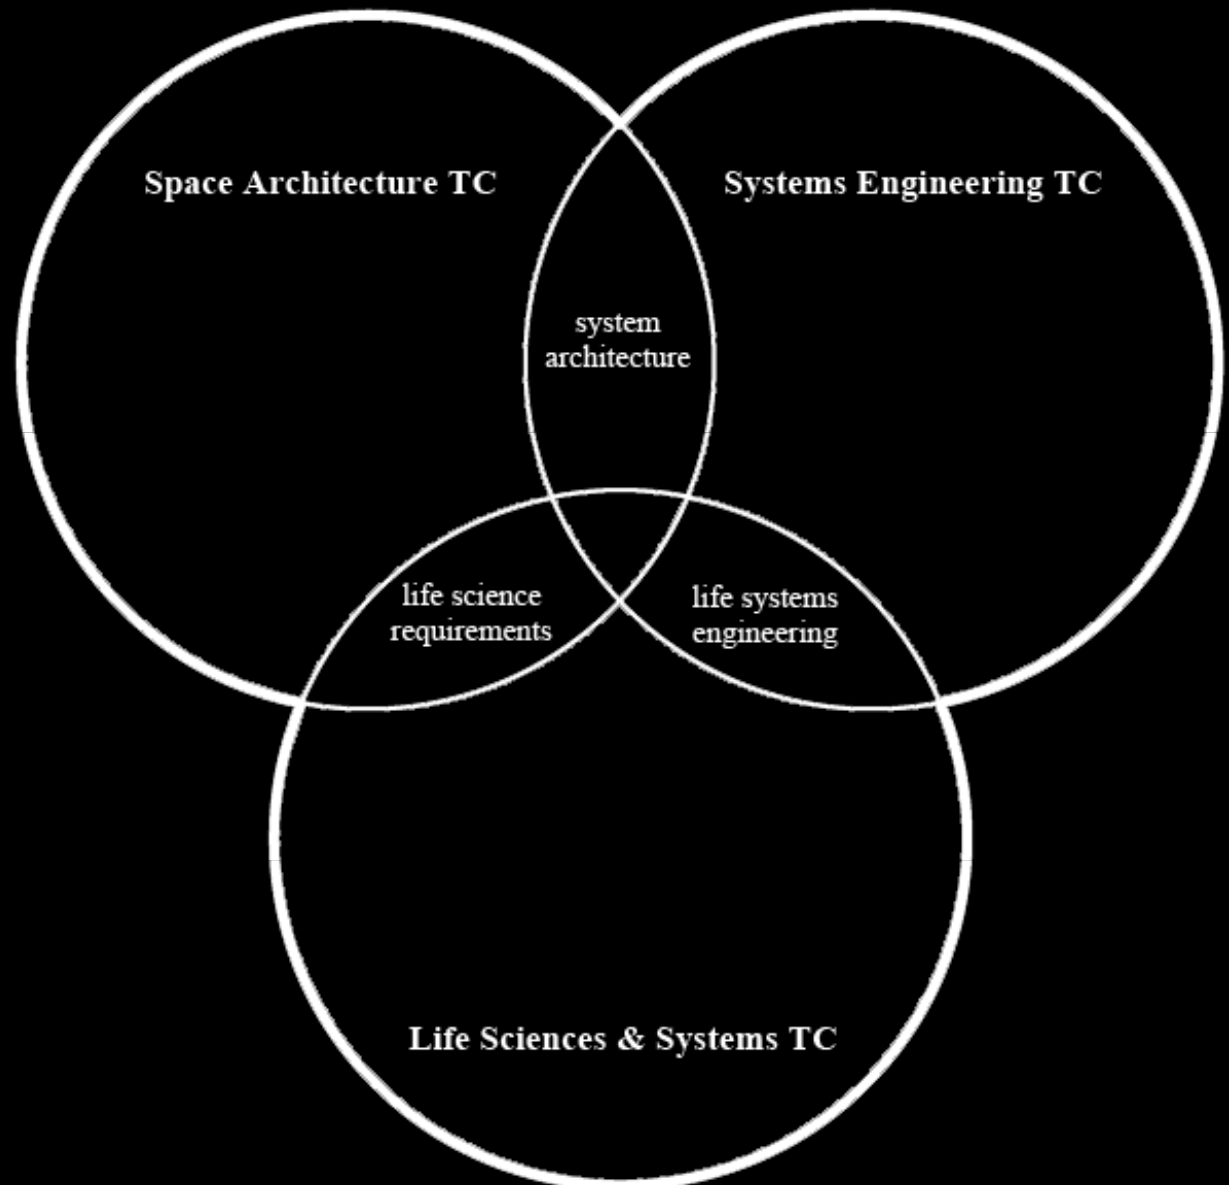 Space Architecture TC
Systems Engineering TC
system
architecture
life science
requirements
life systems
engineering
Life Sciences & Systems TC